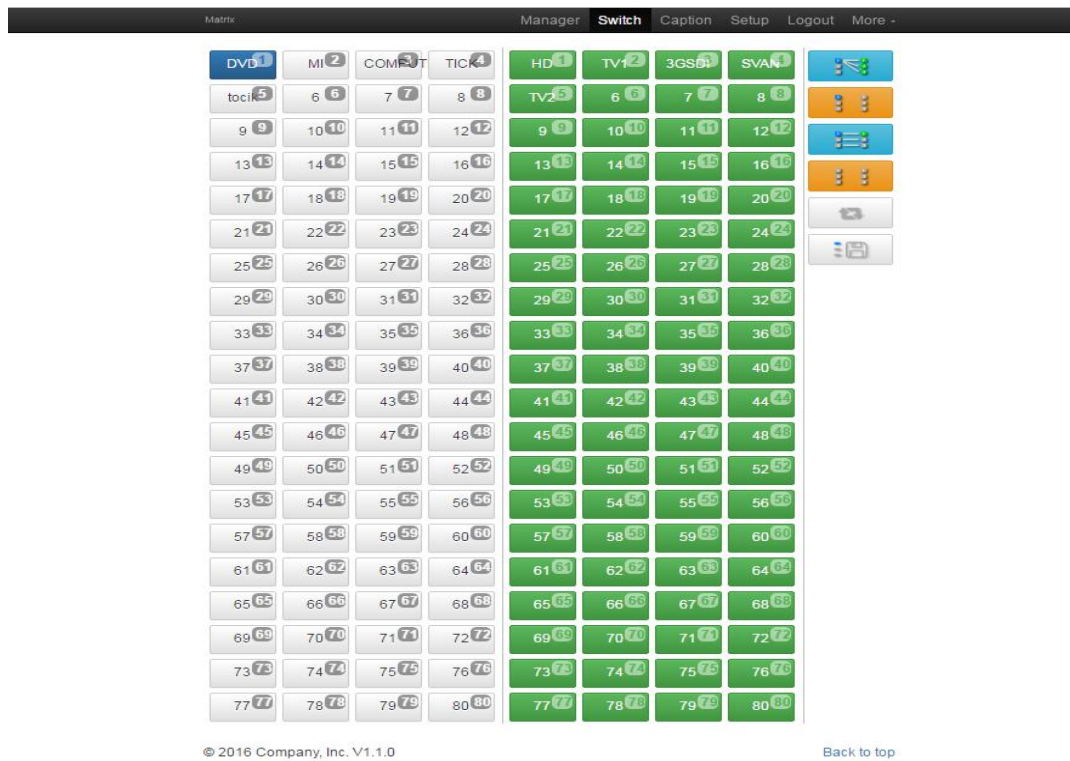 Matrix Manager Switch Caption Setup Logout More -
DVD 1 MI 2 COMPUT 3 TICK 4 HD 1 TV1 2 3GSDI 3 SVAN 4
tocik 5 6 6 7 7 8 8 TV2 5 6 6 7 7 8 8
9 9 10 10 11 11 12 12 9 9 10 10 11 11 12 12
13 13 14 14 15 15 16 16 13 13 14 14 15 15 16 16
17 17 18 18 19 19 20 20 17 17 18 18 19 19 20 20
21 21 22 22 23 23 24 24 21 21 22 22 23 23 24 24
25 25 26 26 27 27 28 28 25 25 26 26 27 27 28 28
29 29 30 30 31 31 32 32 29 29 30 30 31 31 32 32
33 33 34 34 35 35 36 36 33 33 34 34 35 35 36 36
37 37 38 38 39 39 40 40 37 37 38 38 39 39 40 40
41 41 42 42 43 43 44 44 41 41 42 42 43 43 44 44
45 45 46 46 47 47 48 48 45 45 46 46 47 47 48 48
49 49 50 50 51 51 52 52 49 49 50 50 51 51 52 52
53 53 54 54 55 55 56 56 53 53 54 54 55 55 56 56
57 57 58 58 59 59 60 60 57 57 58 58 59 59 60 60
61 61 62 62 63 63 64 64 61 61 62 62 63 63 64 64
65 65 66 66 67 67 68 68 65 65 66 66 67 67 68 68
69 69 70 70 71 71 72 72 69 69 70 70 71 71 72 72
73 73 74 74 75 75 76 76 73 73 74 74 75 75 76 76
77 77 78 78 79 79 80 80 77 77 78 78 79 79 80 80
© 2016 Company, Inc. V1.1.0 Back to top